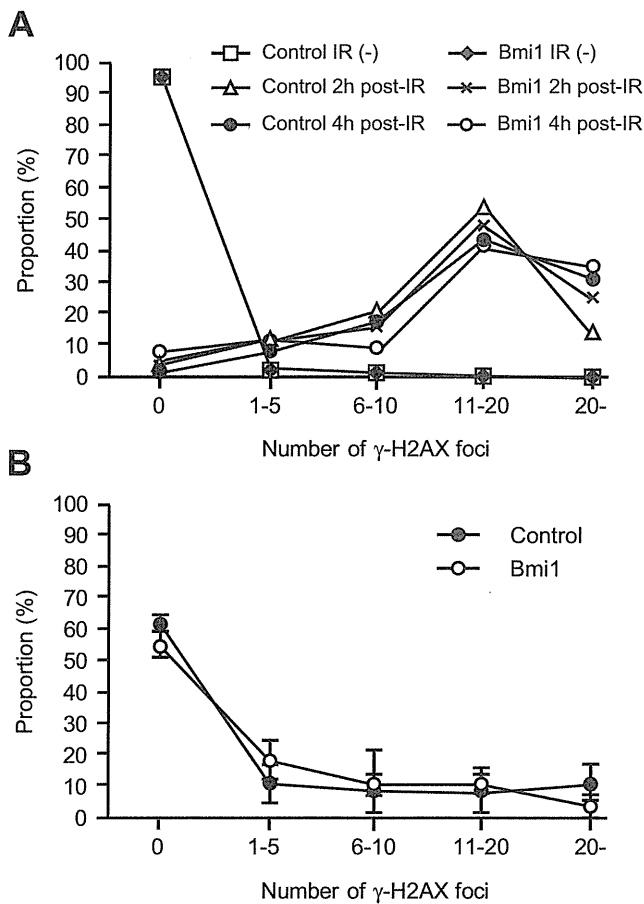 A
Control IR (-)
Bmi1 IR (-)
Control 2h post-IR
Bmi1 2h post-IR
Control 4h post-IR
Bmi1 4h post-IR
Proportion (%)
100
90
80
70
60
50
40
30
20
10
0
0 1-5 6-10 11-20 20-
Number of γ-H2AX foci
B
Control
Bmi1
Proportion (%)
100
90
80
70
60
50
40
30
20
10
0
0 1-5 6-10 11-20 20-
Number of γ-H2AX foci